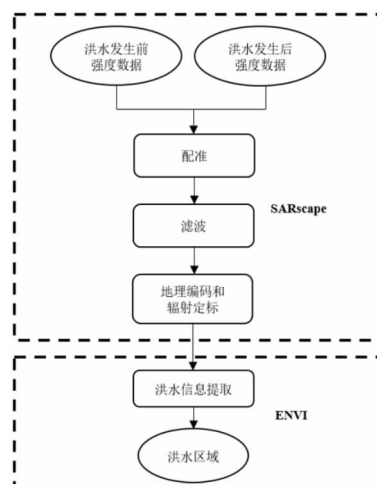 洪水发生前
强度数据
洪水发生后
强度数据
配准
SARscape
滤波
地理编码和
辐射定标
洪水信息提取
ENVI
洪水区域